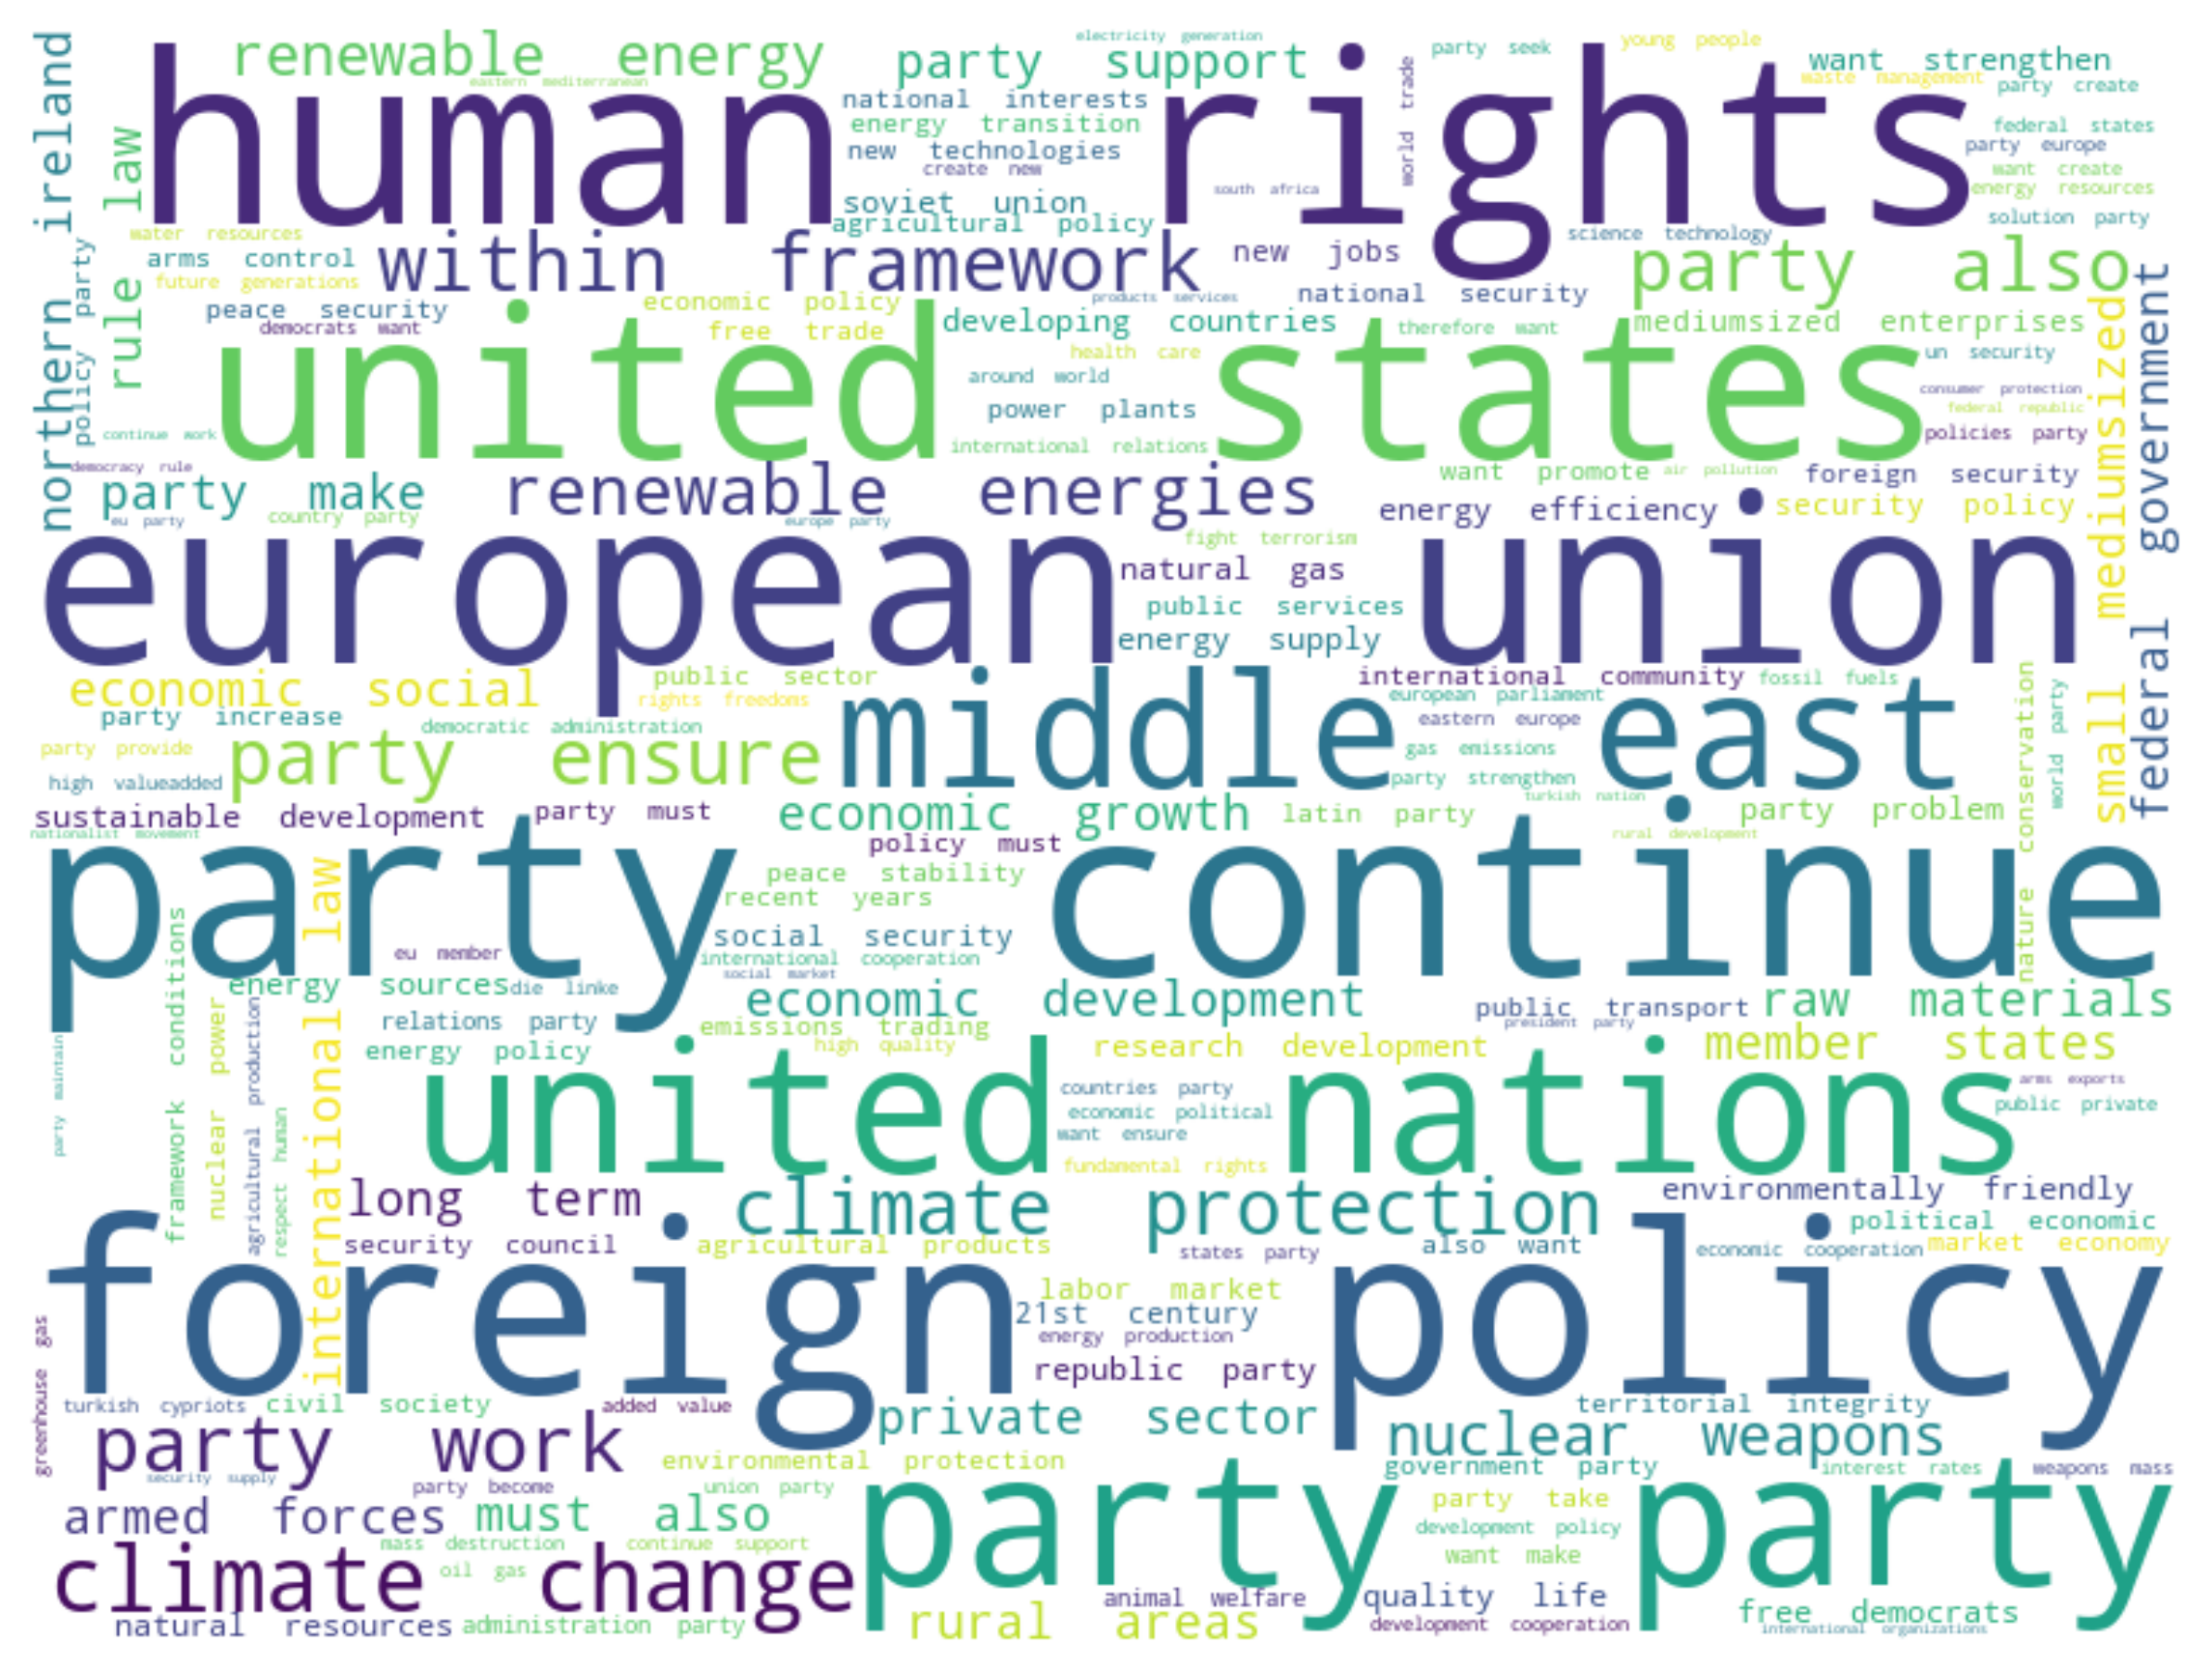 renewable energy
party support
electricity generation
party seek
young people
want strengthen
eastern mediterranean
waste management
party create
northern ireland
human rights
national interests
energy transition
new technologies
create new
soviet union
agricultural policy
south africa
world trade
federal states
party europe
want create
energy resources
solution party
rule law
policy party
water resources
arms control
future generations
within framework
new jobs
science technology
party also
peace security
democrats want
economic policy
free trade
products services
national security
developing countries
therefore want
mediumsized enterprises
united states
health care
around world
power plants
international relations
un security
consumer protection
federal republic
policies party
continue work
democracy rule
want promote
air pollution
foreign security
party make
renewable energies
energy efficiency
security policy
eu party
country party
europe party
european union
fight terrorism
natural gas
public services
energy supply
small mediumsized
federal government
economic social
public sector
rights freedoms
international community
fossil fuels
european parliament
eastern europe
party increase
democratic administration
middle east
party provide
party ensure
gas emissions
high valueadded
party strengthen
nature conservation
world party
sustainable development
party must
economic growth
latin party
turkish nation
party problem
nationalist movement
policy must
rural development
party continue
peace stability
recent years
social security
eu member
international cooperation
social market
energy sources
die linke
economic development
public transport
raw materials
relations party
emissions trading
president party
energy policy
high quality
research development
member states
framework conditions
nuclear power
agricultural production
respect human
international law
party maintain
united nations
countries party
economic political
want ensure
fundamental rights
arms exports
public private
long term
climate protection
environmentally friendly
security council
agricultural products
states party
also want
political economic
economic cooperation
market economy
foreign policy
labor market
21st century
energy production
republic party
greenhouse gas
turkish cypriots
civil society
added value
private sector
territorial integrity
party work
nuclear weapons
security supply
environmental protection
government party
interest rates
weapons mass
party become
union party
armed forces
must also
party party
party take
development policy
want make
mass destruction
continue support
climate change
oil gas
animal welfare
quality life
natural resources
administration party
rural areas
development cooperation
free democrats
international organizations